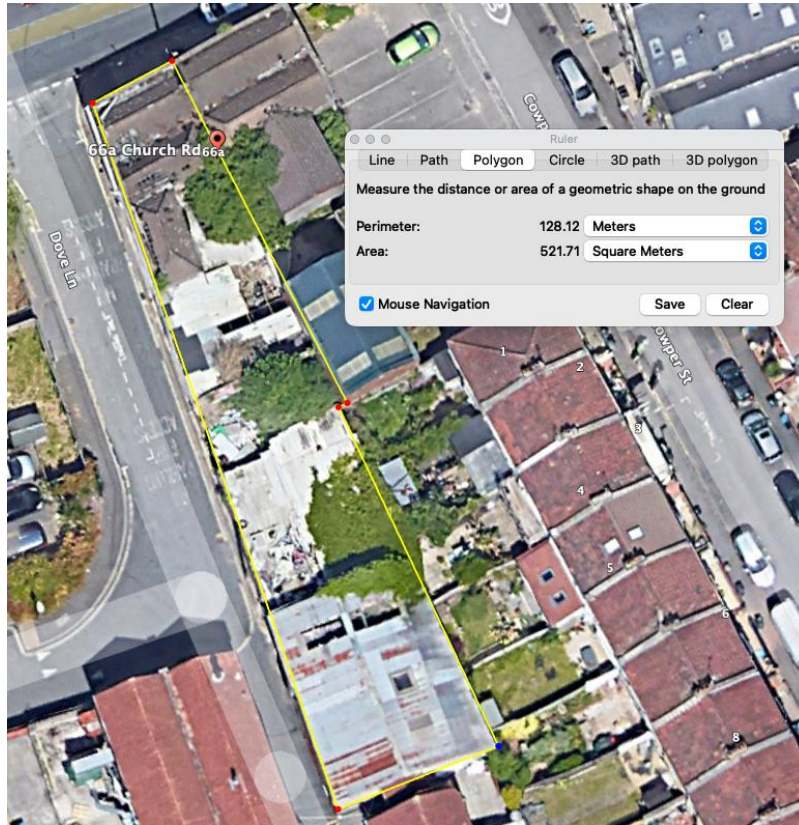 Ruler
Line Path Polygon Circle 3D path 3D polygon
Measure the distance or area of a geometric shape on the ground
Perimeter: 128.12 Meters
Area: 521.71 Square Meters
Mouse Navigation Save Clear
66a Church Rd 66a
Dove Ln
Cowp
owper St
1
2
3
4
5
6
8